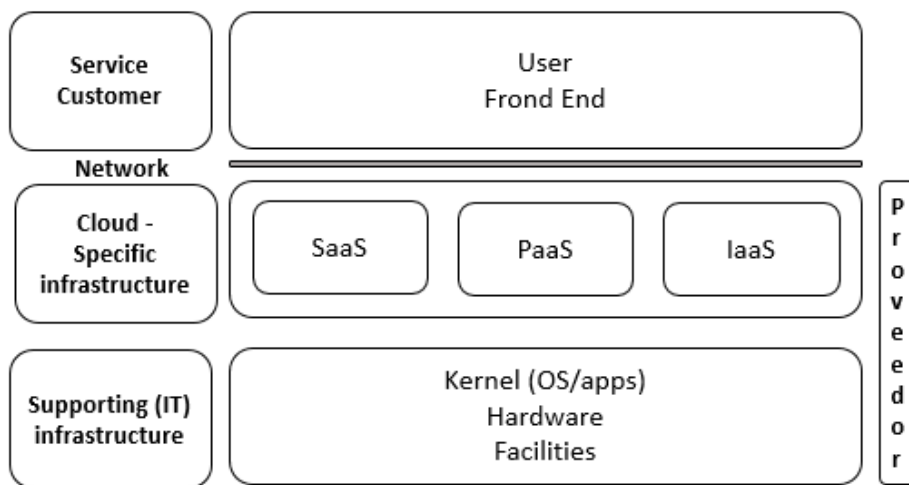 Service
Customer
User
Frond End
Network
Cloud -
Specific
infrastructure
SaaS
PaaS
IaaS
Proveedor
Supporting (IT)
infrastructure
Kernel (OS/apps)
Hardware
Facilities